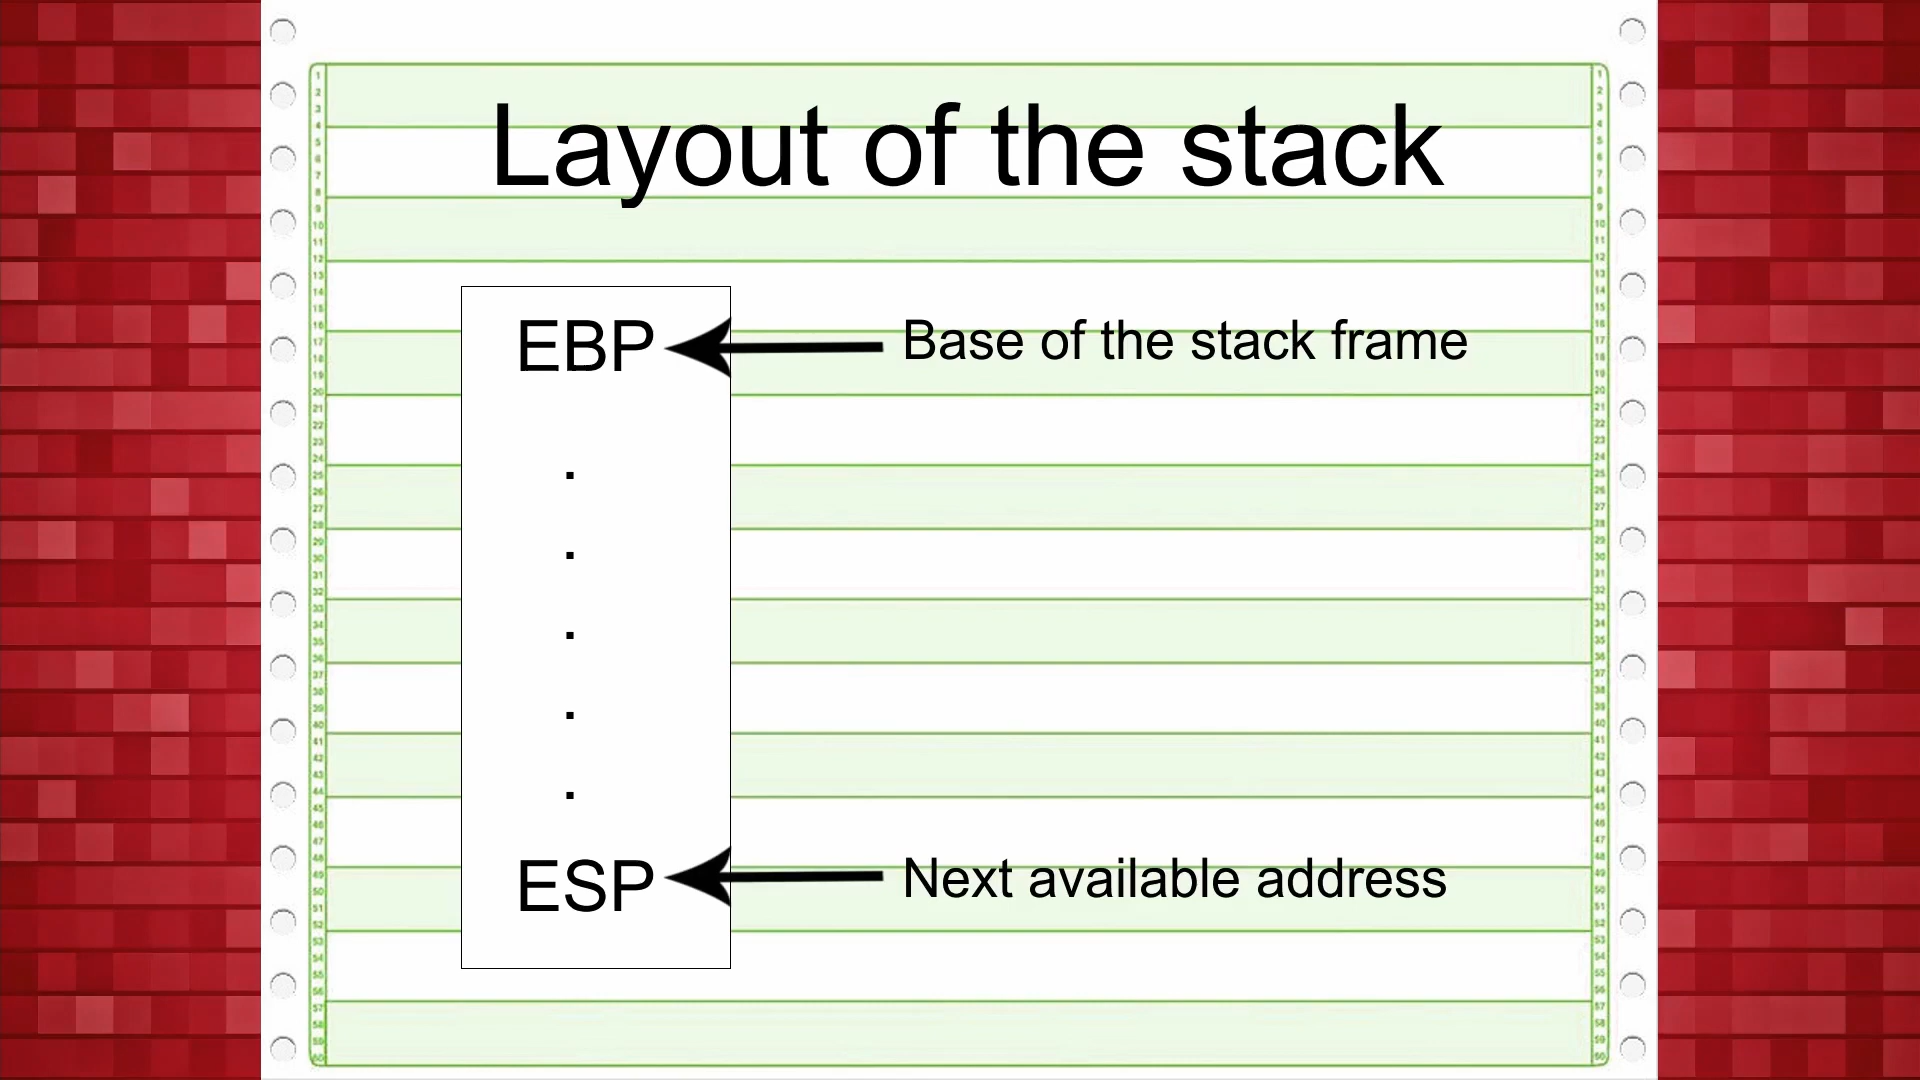 Layout of the stack
EBP
Base of the stack frame
.
.
.
.
.
ESP
Next available address